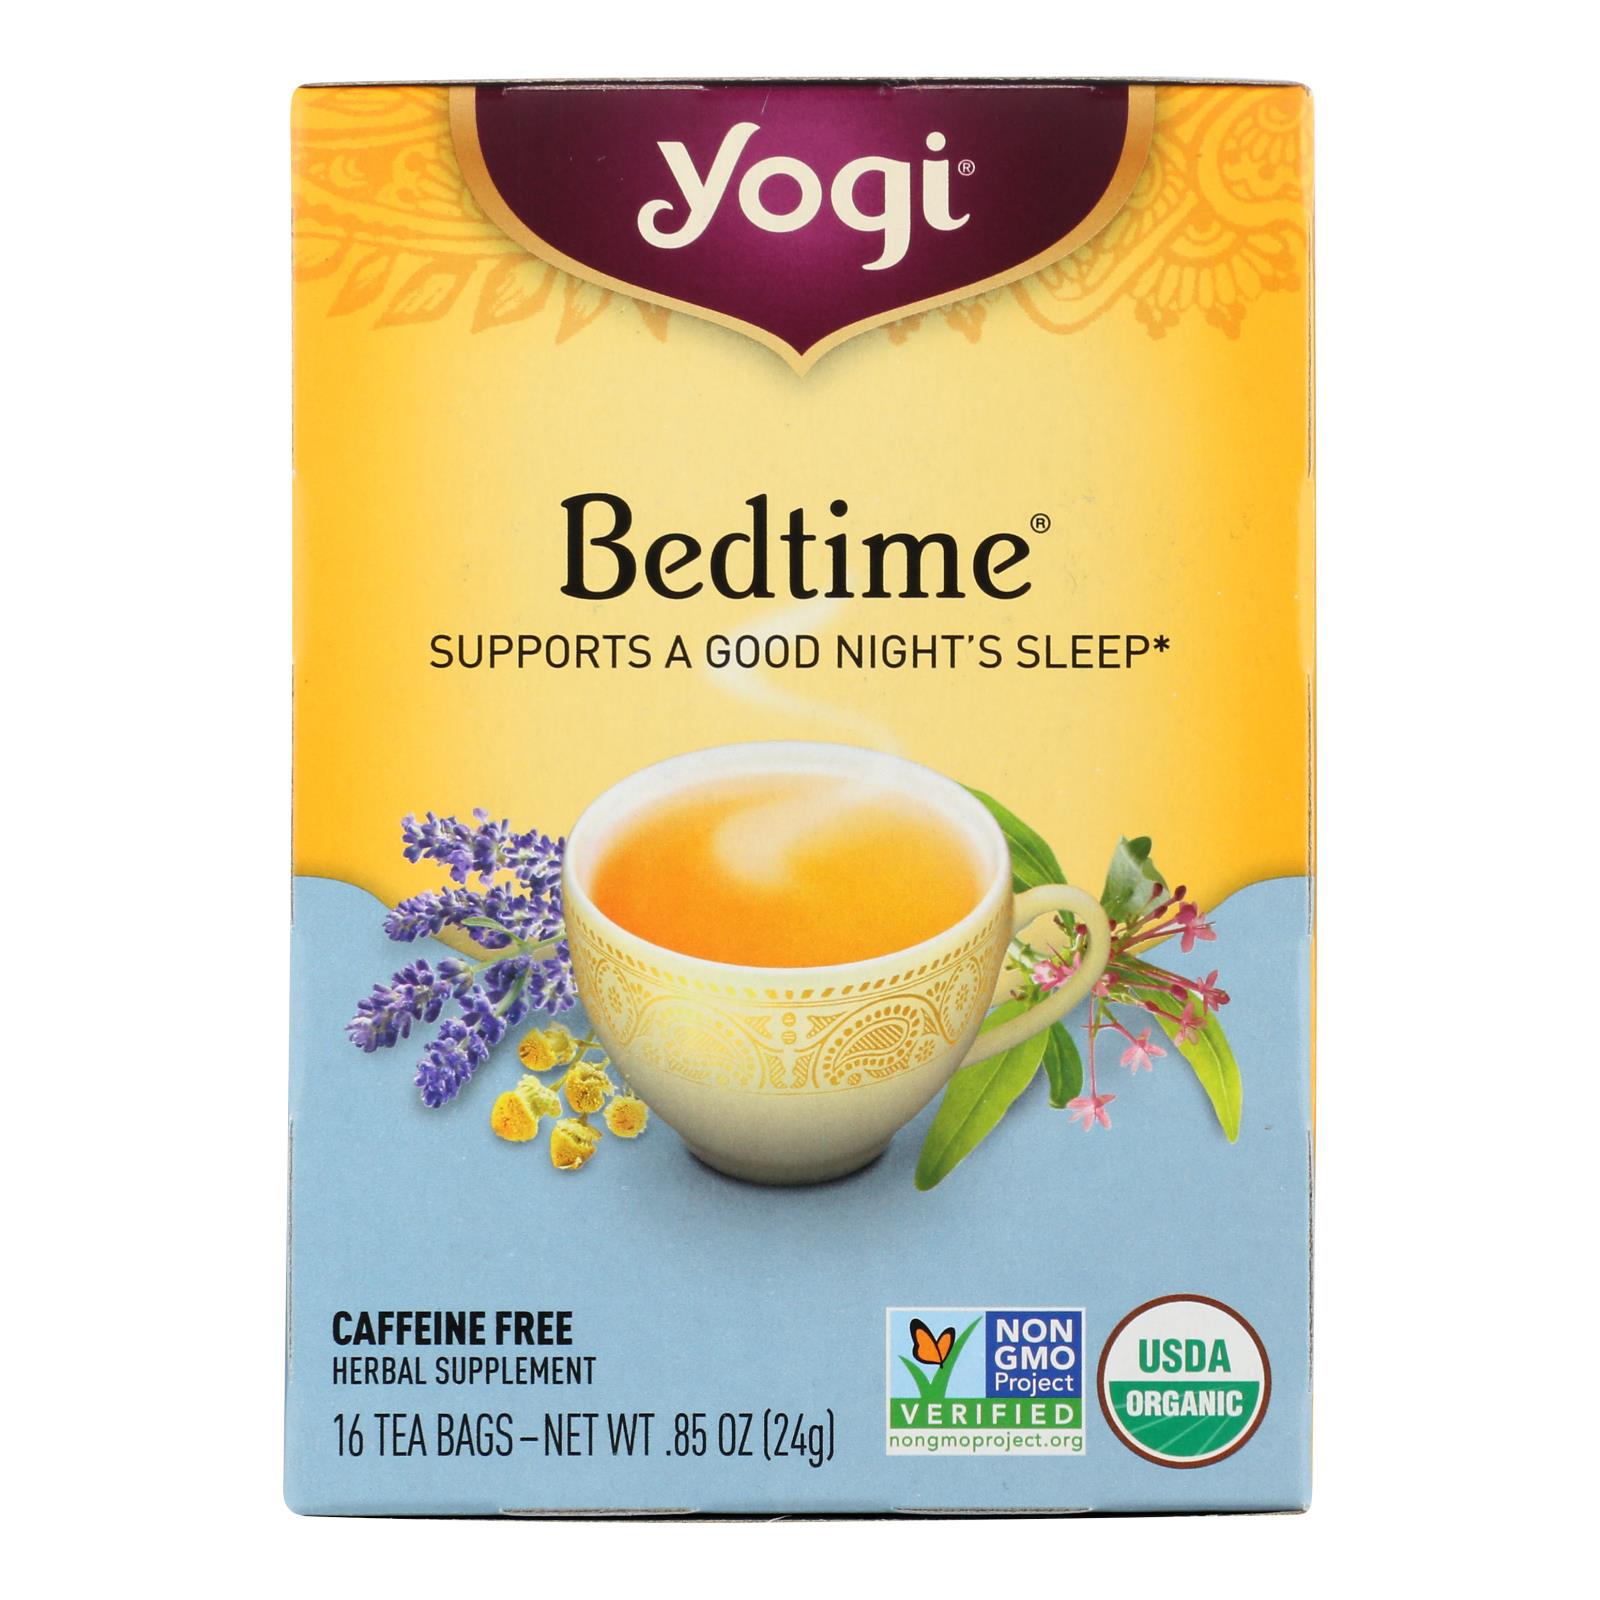 yogi®
Bedtime®
SUPPORTS A GOOD NIGHT'S SLEEP*
CAFFEINE FREE
HERBAL SUPPLEMENT
16 TEA BAGS–NET WT .85 OZ (24g)
NON
GMO
Project
VERIFIED
nongmoproject.org
USDA
ORGANIC